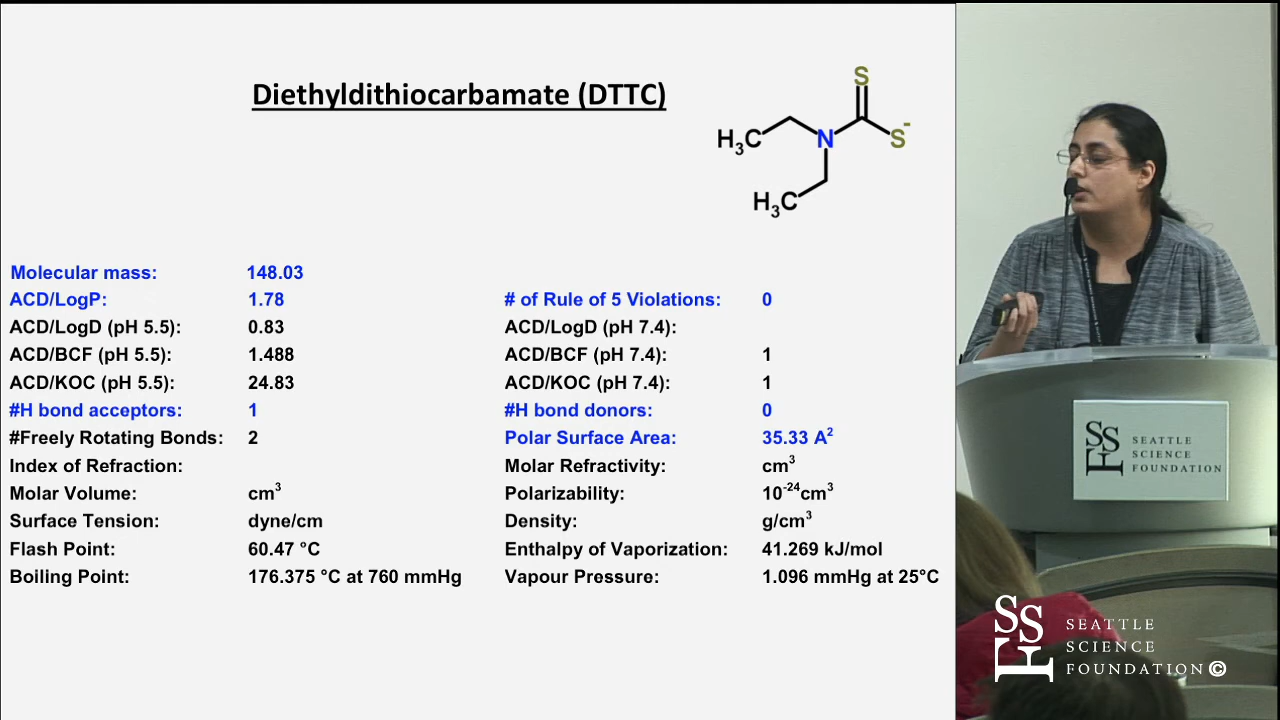 Diethyldithiocarbamate (DTTC)
S
H3C N S-
H3C
Molecular mass: 148.03
ACD/LogP: 1.78 # of Rule of 5 Violations: 0
ACD/LogD (pH 5.5): 0.83 ACD/LogD (pH 7.4):
ACD/BCF (pH 5.5): 1.488 ACD/BCF (pH 7.4): 1
ACD/KOC (pH 5.5): 24.83 ACD/KOC (pH 7.4): 1
#H bond acceptors: 1 #H bond donors: 0
#Freely Rotating Bonds: 2 Polar Surface Area: 35.33 A2
Index of Refraction: Molar Refractivity: cm3
Molar Volume: cm3 Polarizability: 10-24cm3
Surface Tension: dyne/cm Density: g/cm3
Flash Point: 60.47 °C Enthalpy of Vaporization: 41.269 kJ/mol
Boiling Point: 176.375 °C at 760 mmHg Vapour Pressure: 1.096 mmHg at 25°C
SSF
SEATTLE
SCIENCE
FOUNDATION
SSF
SEATTLE
SCIENCE
FOUNDATION©